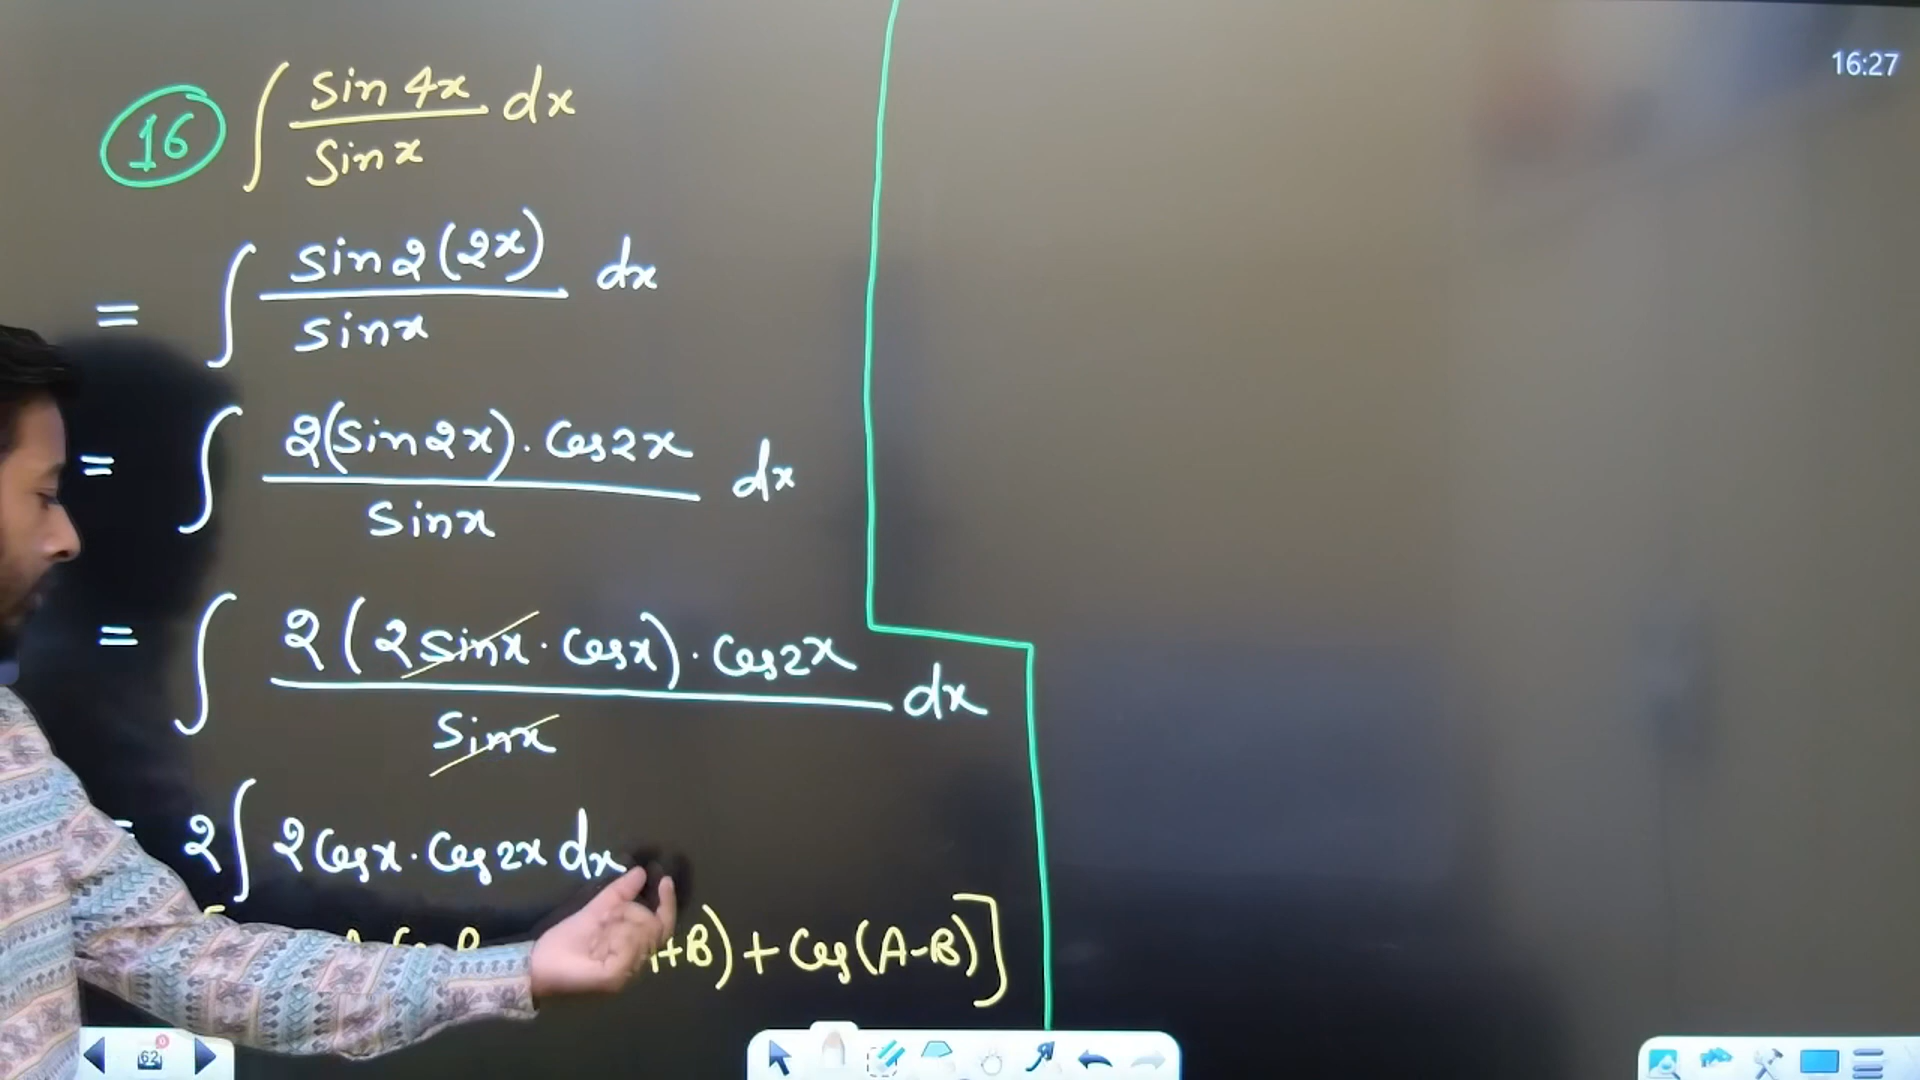 16:27
(16) ∫ sin 4x / sin x dx
= ∫ sin 2(2x) / sin x dx
= ∫ 2(sin 2x) · cos 2x / sin x dx
= ∫ 2(2 sin x · cos x) · cos 2x / sin x dx
= 2 ∫ 2 cos x · cos 2x dx
+B) + cos(A-B)]
62